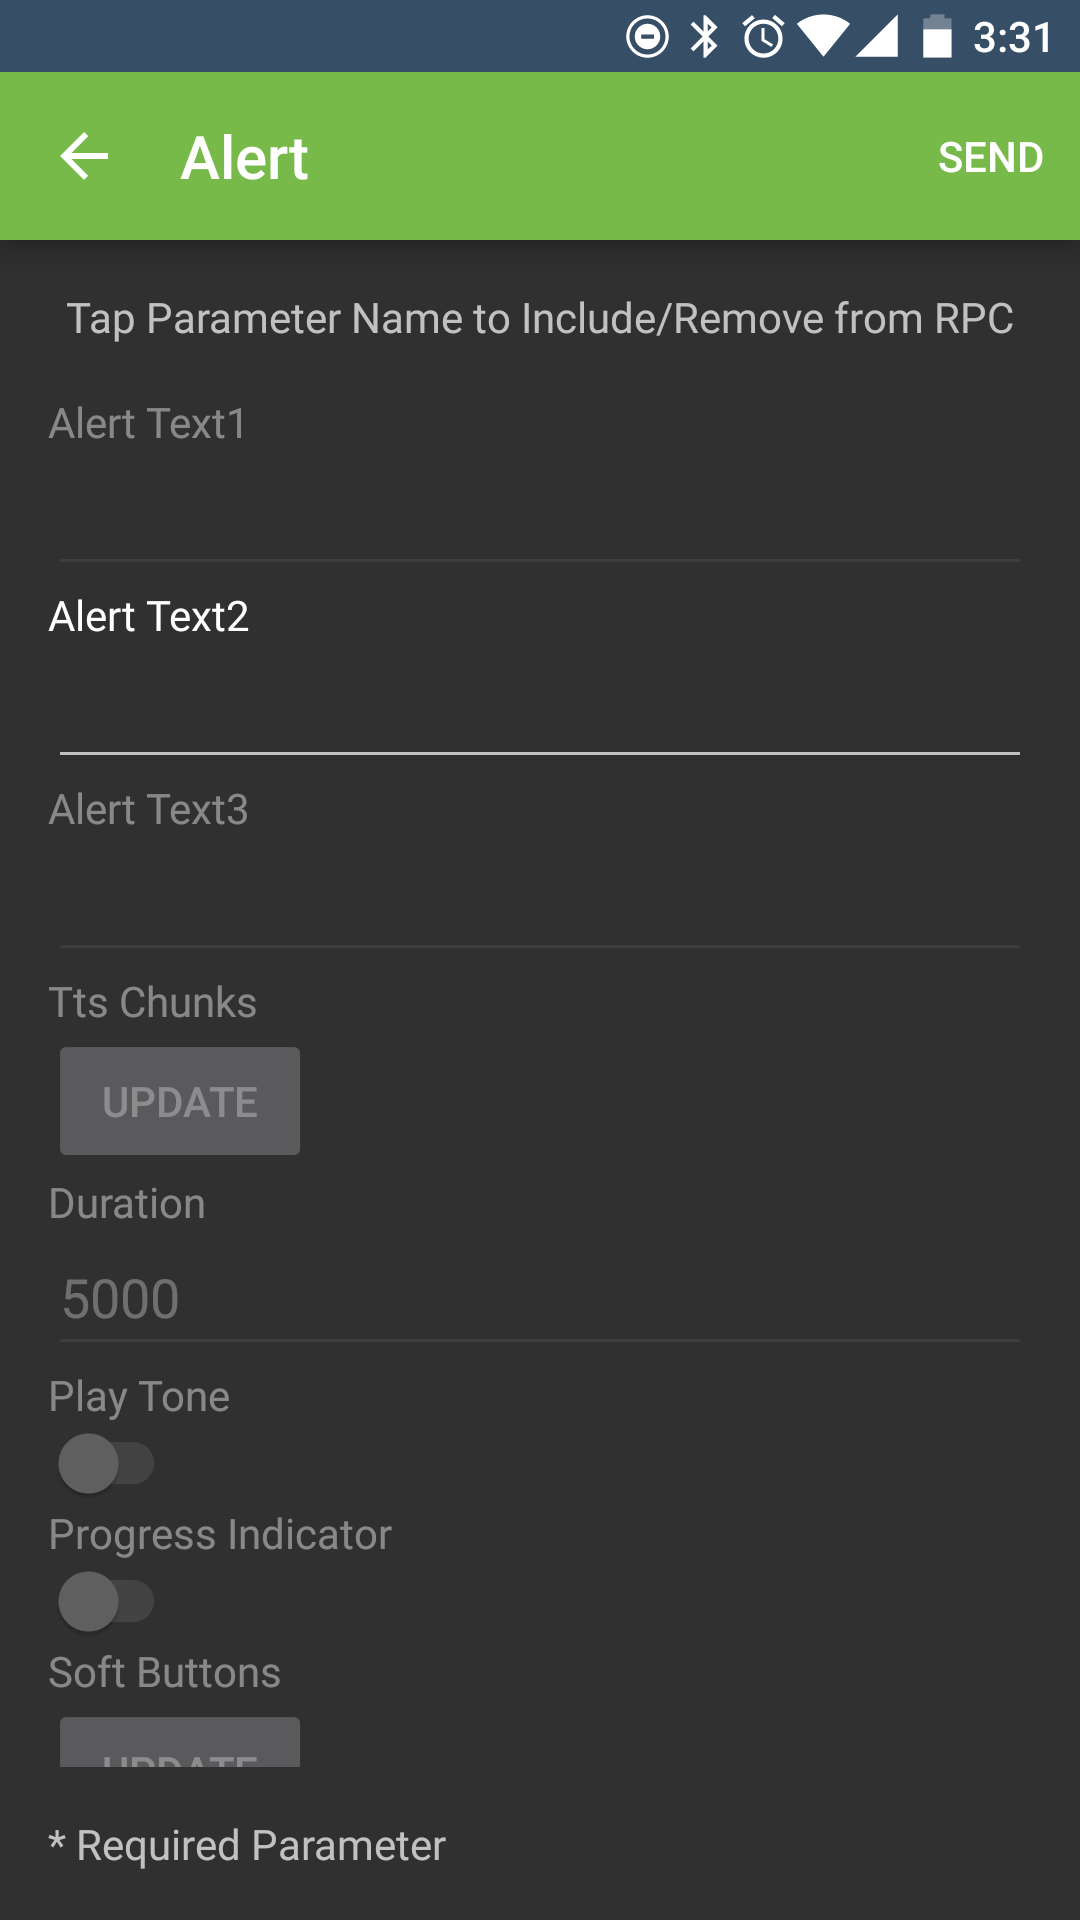 3:31
Alert SEND
Tap Parameter Name to Include/Remove from RPC
Alert Text1
Alert Text2
Alert Text3
Tts Chunks
UPDATE
Duration
5000
Play Tone
Progress Indicator
Soft Buttons
UPDATE
* Required Parameter